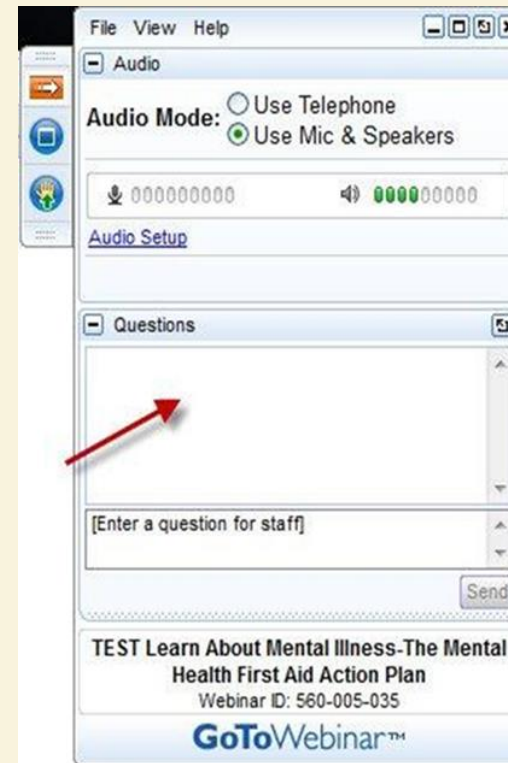 File View Help
Audio
Audio Mode: Use Telephone
Use Mic & Speakers
Audio Setup
Questions
[Enter a question for staff]
Send
TEST Learn About Mental Illness-The Mental
Health First Aid Action Plan
Webinar ID: 560-005-035
GoToWebinar™